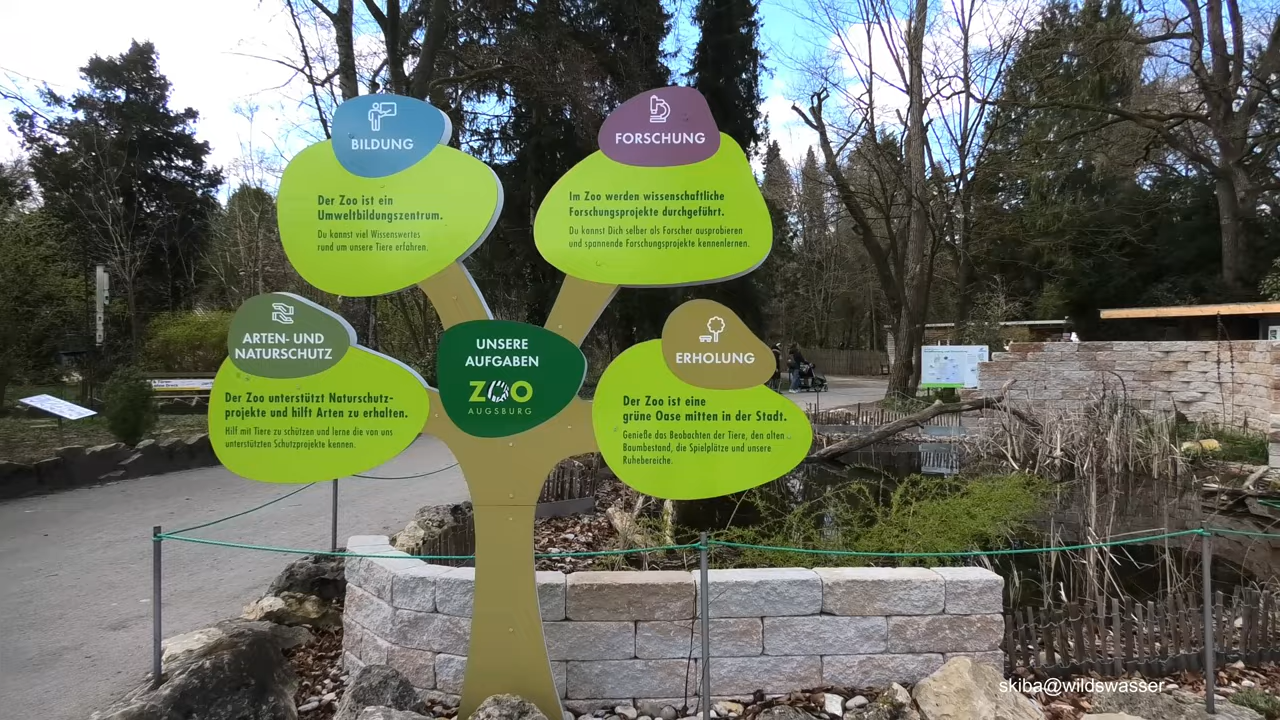 BILDUNG
Der Zoo ist ein
Umweltbildungszentrum.
Du kannst viel Wissenswertes
rund um unsere Tiere erfahren.
FORSCHUNG
Im Zoo werden wissenschaftliche
Forschungsprojekte durchgeführt.
Du kannst Dich selber als Forscher ausprobieren
und spannende Forschungsprojekte kennenlernen.
ARTEN- UND
NATURSCHUTZ
Der Zoo unterstützt Naturschutz-
projekte und hilft Arten zu erhalten.
Hilf mit Tiere zu schützen und lerne die von uns
unterstützten Schutzprojekte kennen.
UNSERE
AUFGABEN
ZOO
AUGSBURG
ERHOLUNG
Der Zoo ist eine
grüne Oase mitten in der Stadt.
Genieße das Beobachten der Tiere, den alten
Baumbestand, die Spielplätze und unsere
Ruhebereiche.
skiba@wildswasser